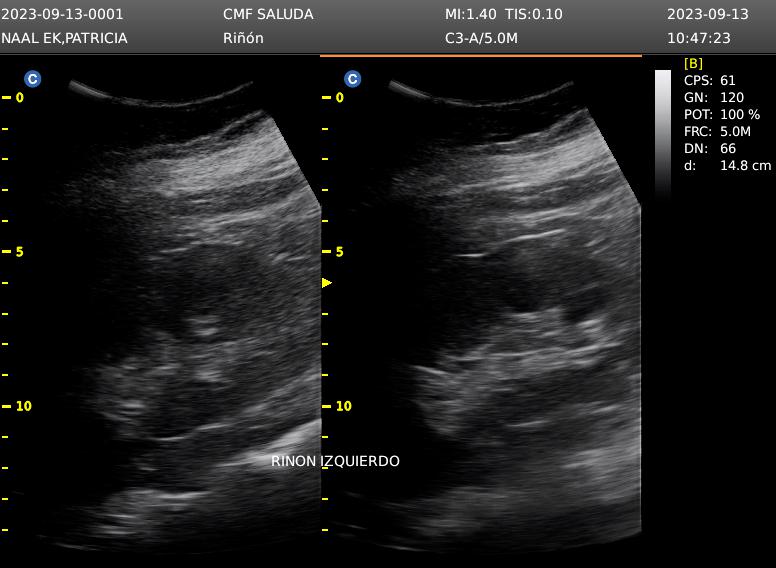 2023-09-13-0001 CMF SALUDA MI:1.40 TIS:0.10 2023-09-13
NAAL EK,PATRICIA Riñón C3-A/5.0M 10:47:23
C C
[B]
CPS: 61
GN: 120
POT: 100 %
FRC: 5.0M
DN: 66
d: 14.8 cm
0 0
5 5
10 10
RINON IZQUIERDO